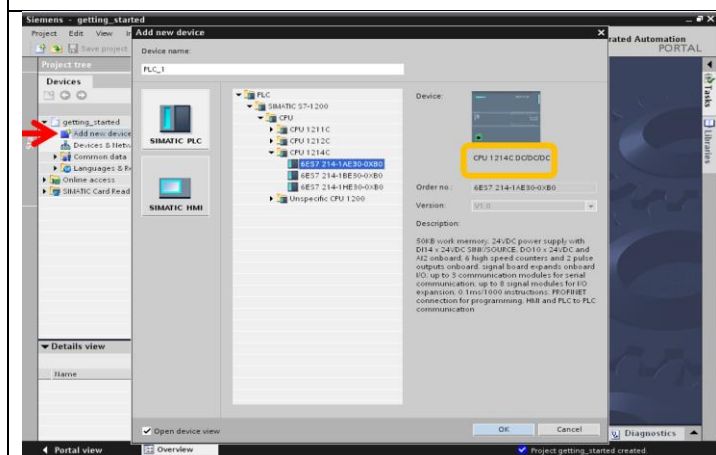 Siemens - getting_started
Project Edit View
Save project
rated Automation
PORTAL
Project tree
Devices
getting_started
Add new device
Devices & Netw
Common data
Languages & Re
Online access
SIMATIC Card Read
Details view
Name
Portal view
Overview
Add new device
Device name:
PLC_1
SIMATIC PLC
SIMATIC HMI
PLC
SIMATIC S7-1200
CPU
CPU 1211C
CPU 1212C
CPU 1214C
6ES7 214-1AE30-0XB0
6ES7 214-1BE30-0XB0
6ES7 214-1HE30-0XB0
Unspecific CPU 1200
Device:
CPU 1214C DC/DC/DC
Order no.: 6ES7 214-1AE30-0XB0
Version: V1.0
Description:
50KB work memory; 24VDC power supply with
DI14 x 24VDC SINK/SOURCE, DO10 x 24VDC and
AI2 onboard; 6 high speed counters and 2 pulse
outputs onboard; signal board expands onboard
I/O; up to 3 communication modules for serial
communication; up to 8 signal modules for I/O
expansion; 0.1ms/1000 instructions; PROFINET
connection for programming, HMI and PLC to PLC
communication
Open device view
OK
Cancel
Tasks
Libraries
Diagnostics
Project getting_started created.